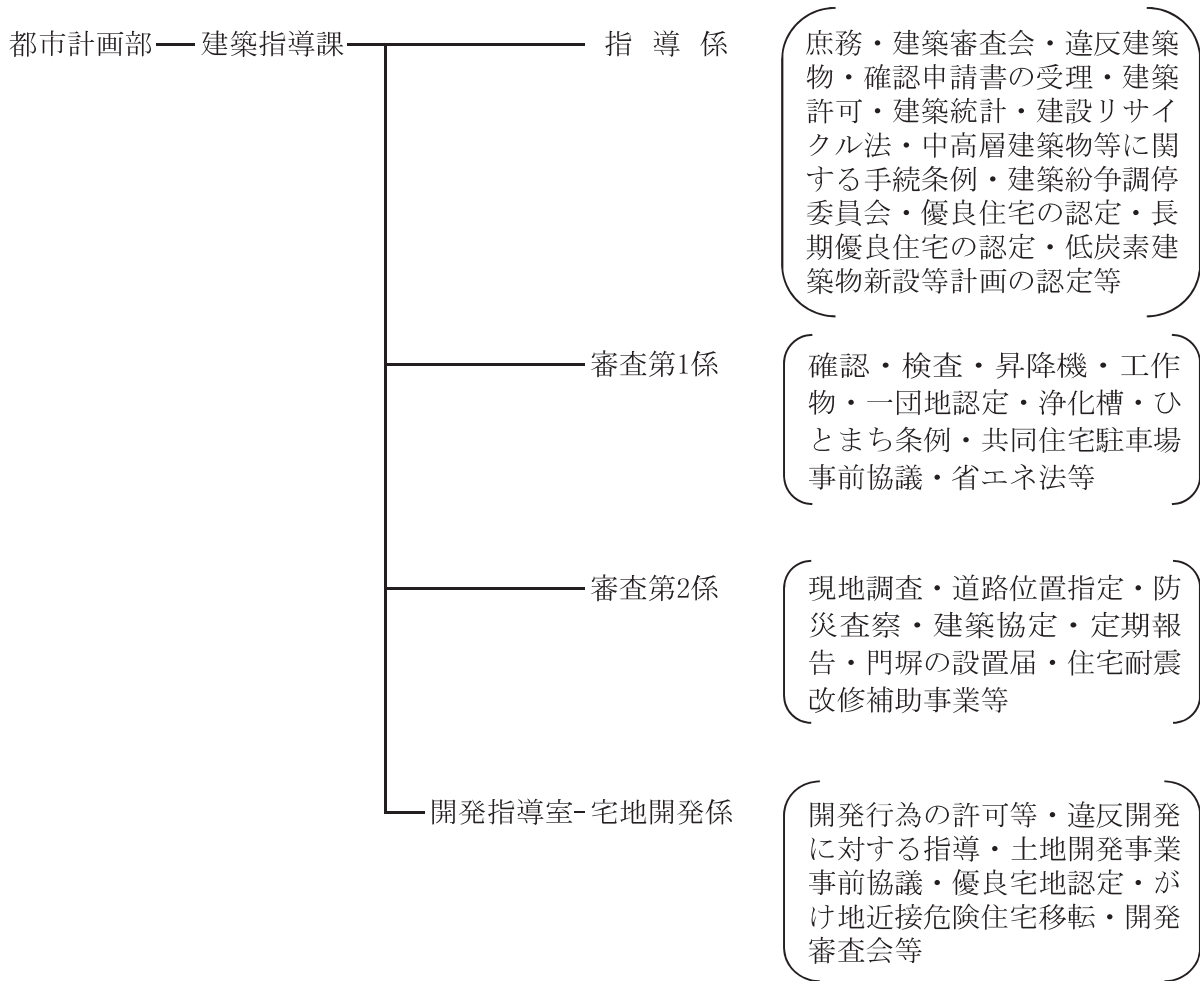 都市計画部 建築指導課 指導係
庶務・建築審査会・違反建築
物・確認申請書の受理・建築
許可・建築統計・建設リサイ
クル法・中高層建築物等に関
する手続条例・建築紛争調停
委員会・優良住宅の認定・長
期優良住宅の認定・低炭素建
築物新設等計画の認定等
審査第1係
確認・検査・昇降機・工作
物・一団地認定・浄化槽・ひ
とまち条例・共同住宅駐車場
事前協議・省エネ法等
審査第2係
現地調査・道路位置指定・防
災査察・建築協定・定期報
告・門塀の設置届・住宅耐震
改修補助事業等
開発指導室-宅地開発係
開発行為の許可等・違反開発
に対する指導・土地開発事業
事前協議・優良宅地認定・が
け地近接危険住宅移転・開発
審査会等